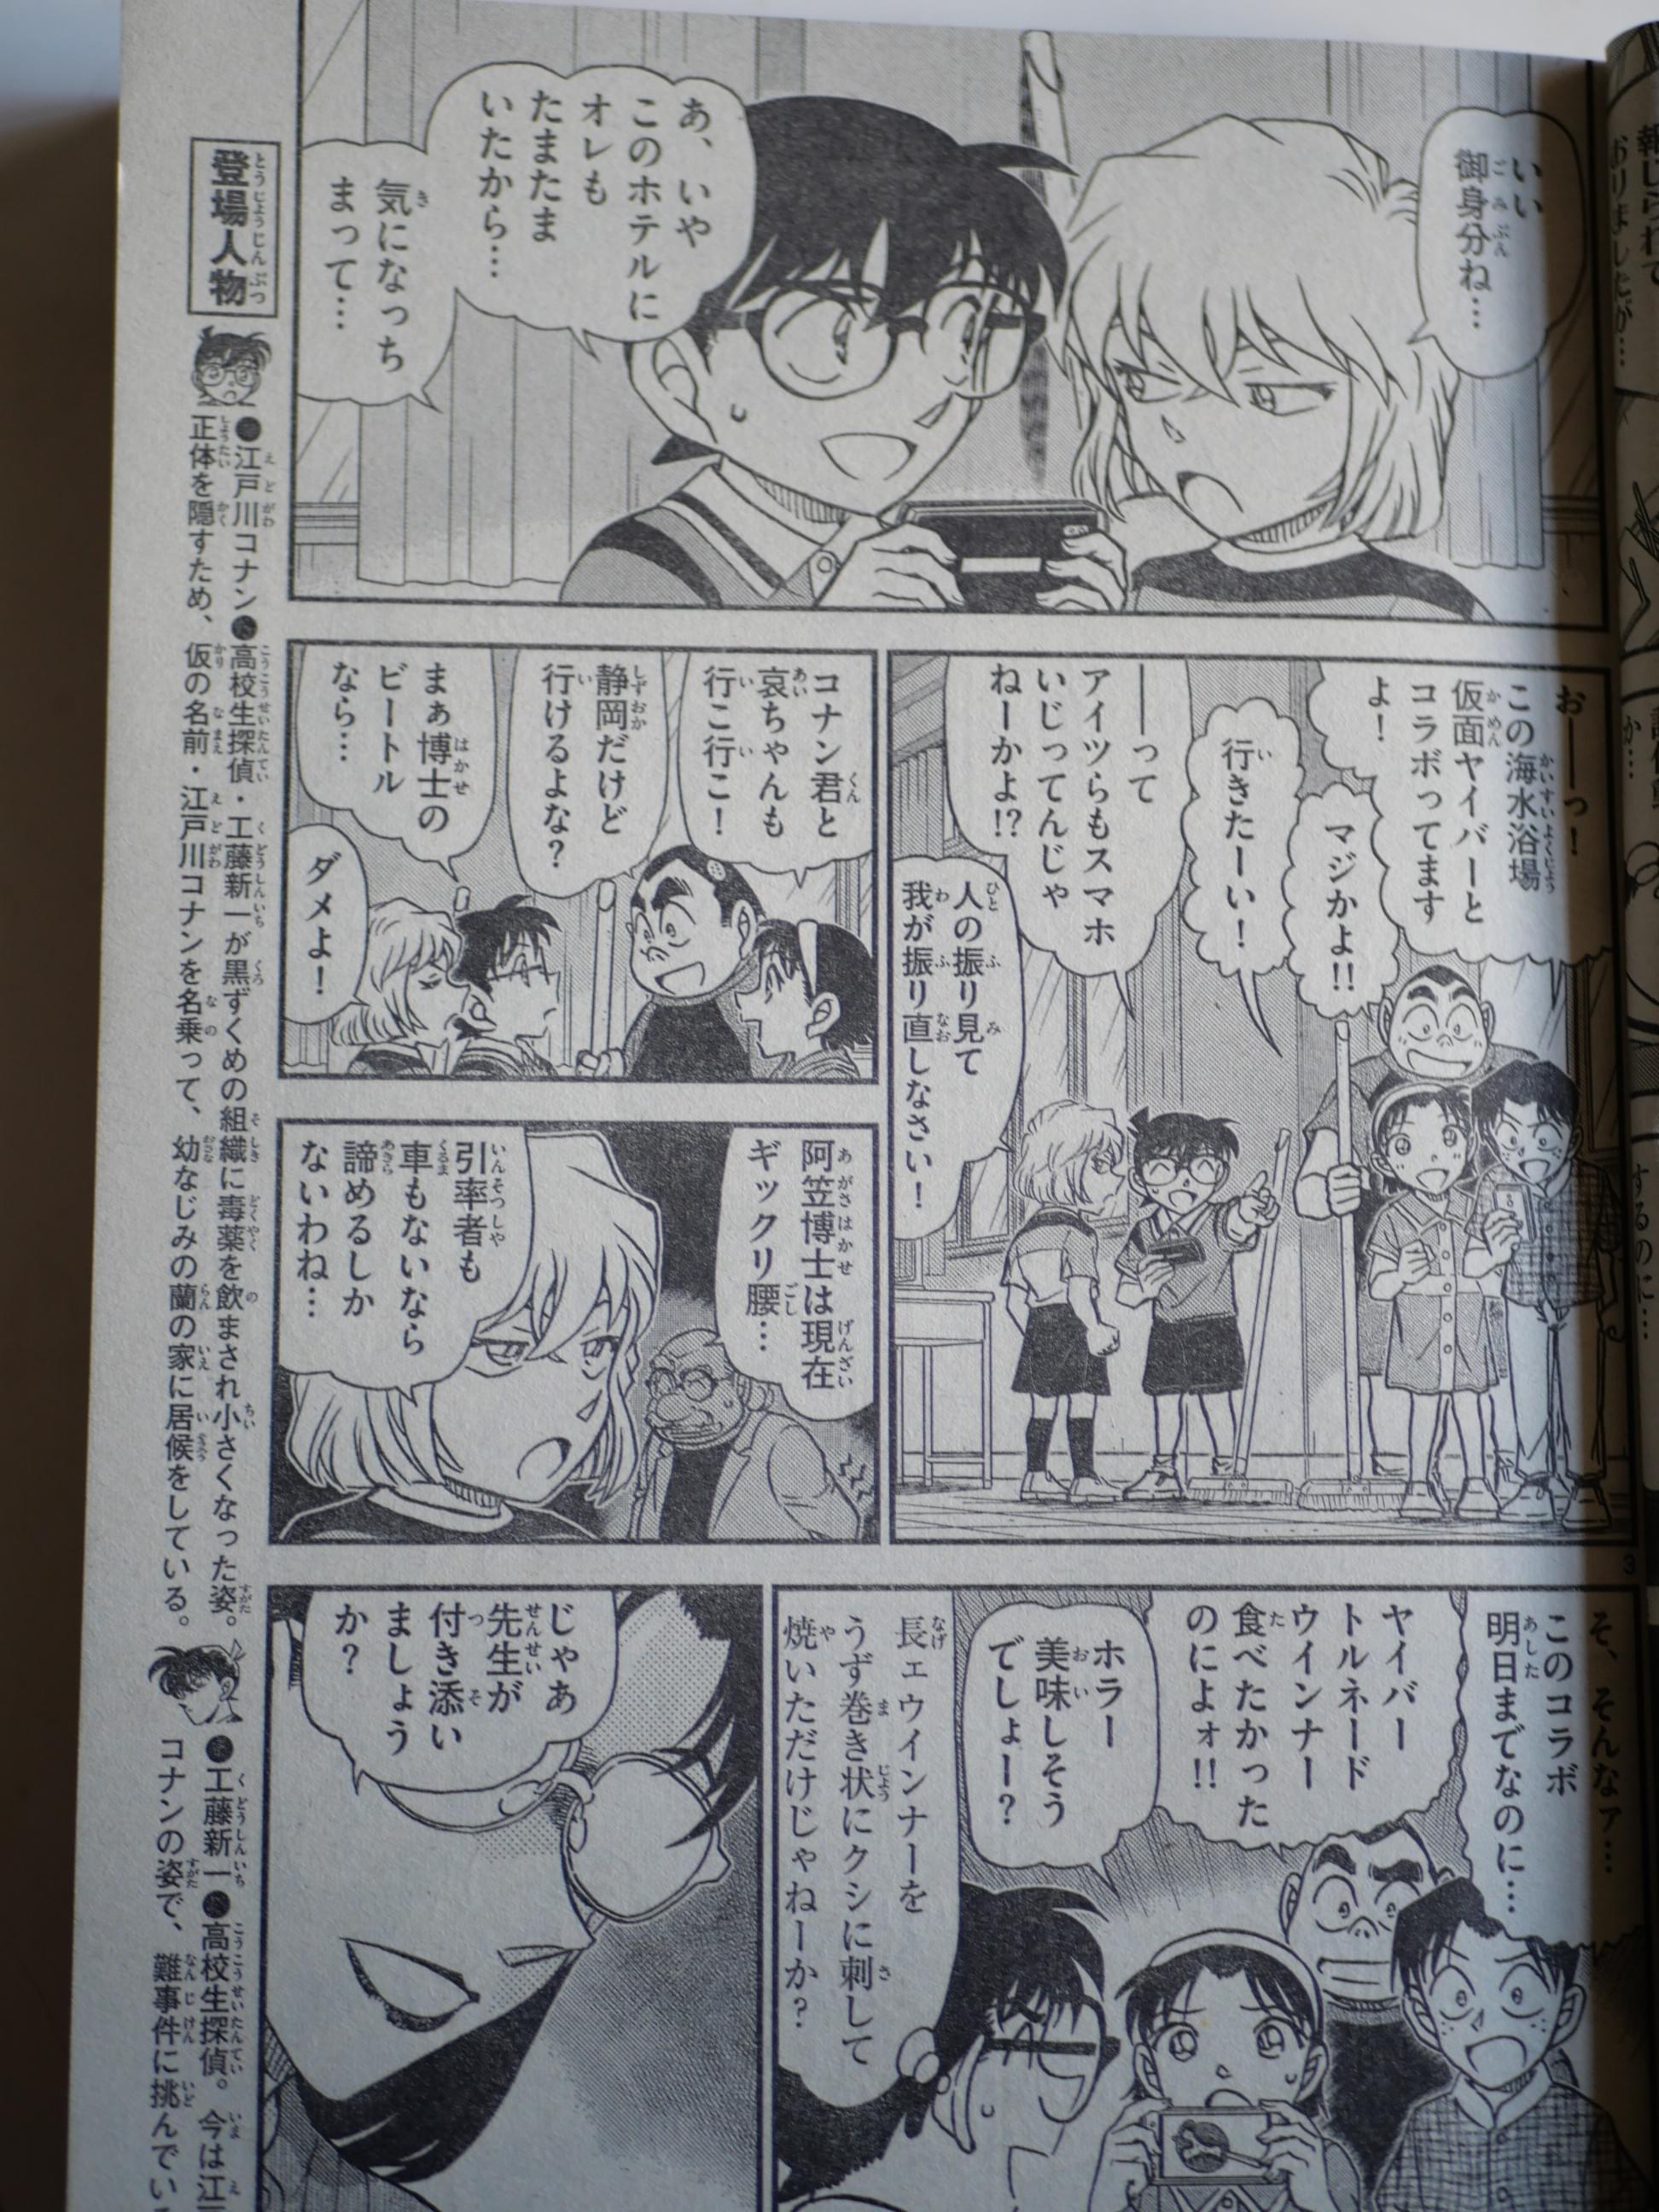 いい
御身分ね…
あ、いや
このホテルに
オレも
たまたま
いたから…
気になっち
まって…
おーーっ！
この海水浴場
仮面ヤイバーと
コラボってます
よ！
マジかよ!!
行きたーい！
――って
アイツらもスマホ
いじってんじゃ
ねーかよ!?
人の振り見て
我が振り直しなさい！
コナン君と
哀ちゃんも
行こ行こ！
静岡だけど
行けるよな？
まぁ博士の
ビートル
なら…
ダメよ！
阿笠博士は現在
ギックリ腰…
引率者も
車もないなら
諦めるしか
ないわね…
そ、そんなァ…
このコラボ
明日までなのに…
ヤイバー
トルネード
ウインナー
食べたかった
のによォ!!
ホラー
美味しそう
でしょー？
長ェウインナーを
うず巻き状にクシに刺して
焼いただけじゃねーか？
じゃあ
先生が
付き添い
ましょう
か？
3
登場人物
●江戸川コナン●高校生探偵・工藤新一が黒ずくめの組織に毒薬を飲まされ小さくなった姿。
正体を隠すため、仮の名前・江戸川コナンを名乗って、幼なじみの蘭の家に居候をしている。
●工藤新一●高校生探偵。今は江
コナンの姿で、難事件に挑んでい
報じられて
おりましたが…
か…
するのに…